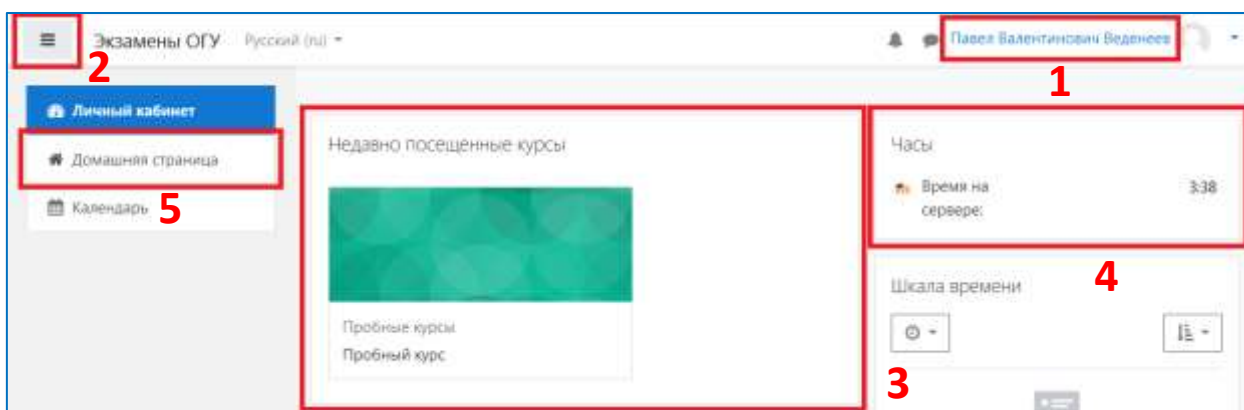 Экзамены ОГУ Русский (ru)
Павел Валентинович Веденеев
2
1
Личный кабинет
Домашняя страница
Календарь
5
Недавно посещенные курсы
Пробные курсы
Пробный курс
3
Часы
Время на
сервере:
3:38
4
Шкала времени